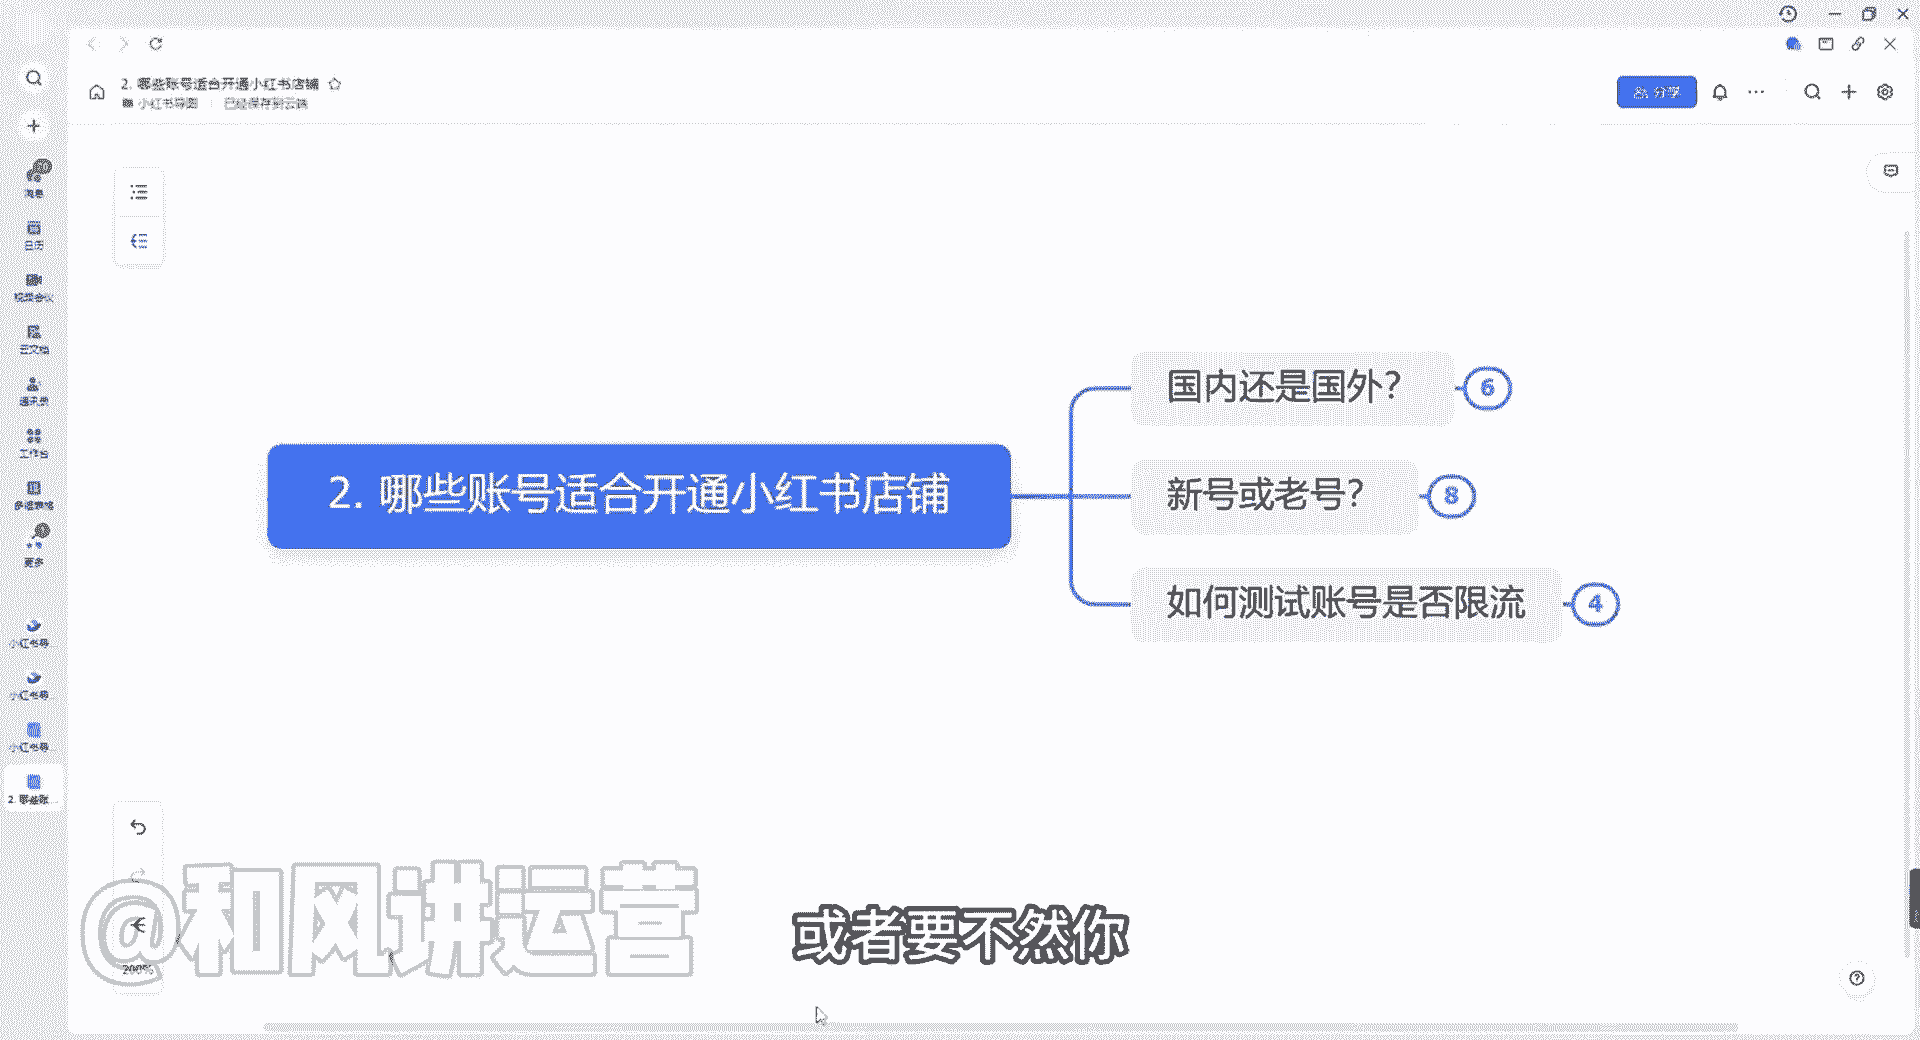 2. 哪些账号适合开通小红书店铺
小红书导图
已经保存到云端
分享
消息
日历
视频会议
云文档
通讯录
工作台
多维表格
更多
小红书导...
小红书导...
小红书导...
2. 哪些账...
2. 哪些账号适合开通小红书店铺
国内还是国外？
6
新号或老号？
8
如何测试账号是否限流
4
200%
@和风讲运营
或者要不然你